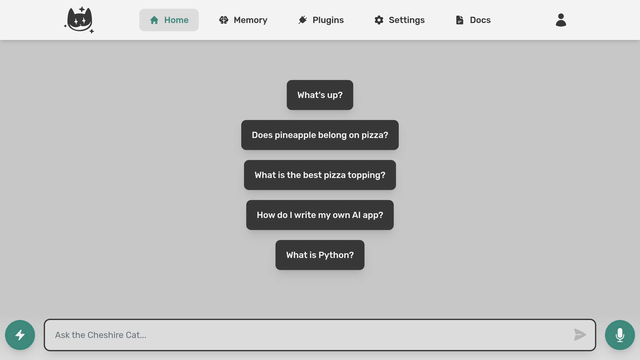 Home
Memory
Plugins
Settings
Docs
What's up?
Does pineapple belong on pizza?
What is the best pizza topping?
How do I write my own AI app?
What is Python?
Ask the Cheshire Cat...